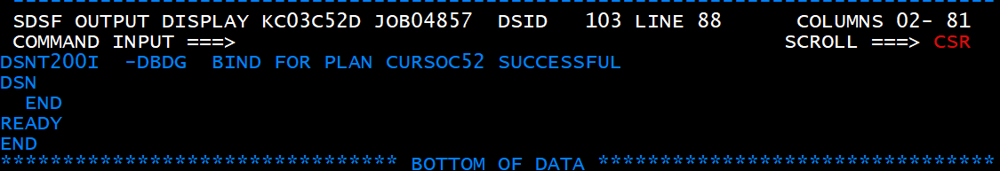 --------------------------------------------------------------------------------
SDSF OUTPUT DISPLAY KC03C52D JOB04857  DSID   103 LINE 88      COLUMNS 02- 81
COMMAND INPUT ===>                                            SCROLL ===> CSR
DSNT200I  -DBDG  BIND FOR PLAN CURSOC52 SUCCESSFUL
DSN
  END
READY
END
******************************** BOTTOM OF DATA ********************************